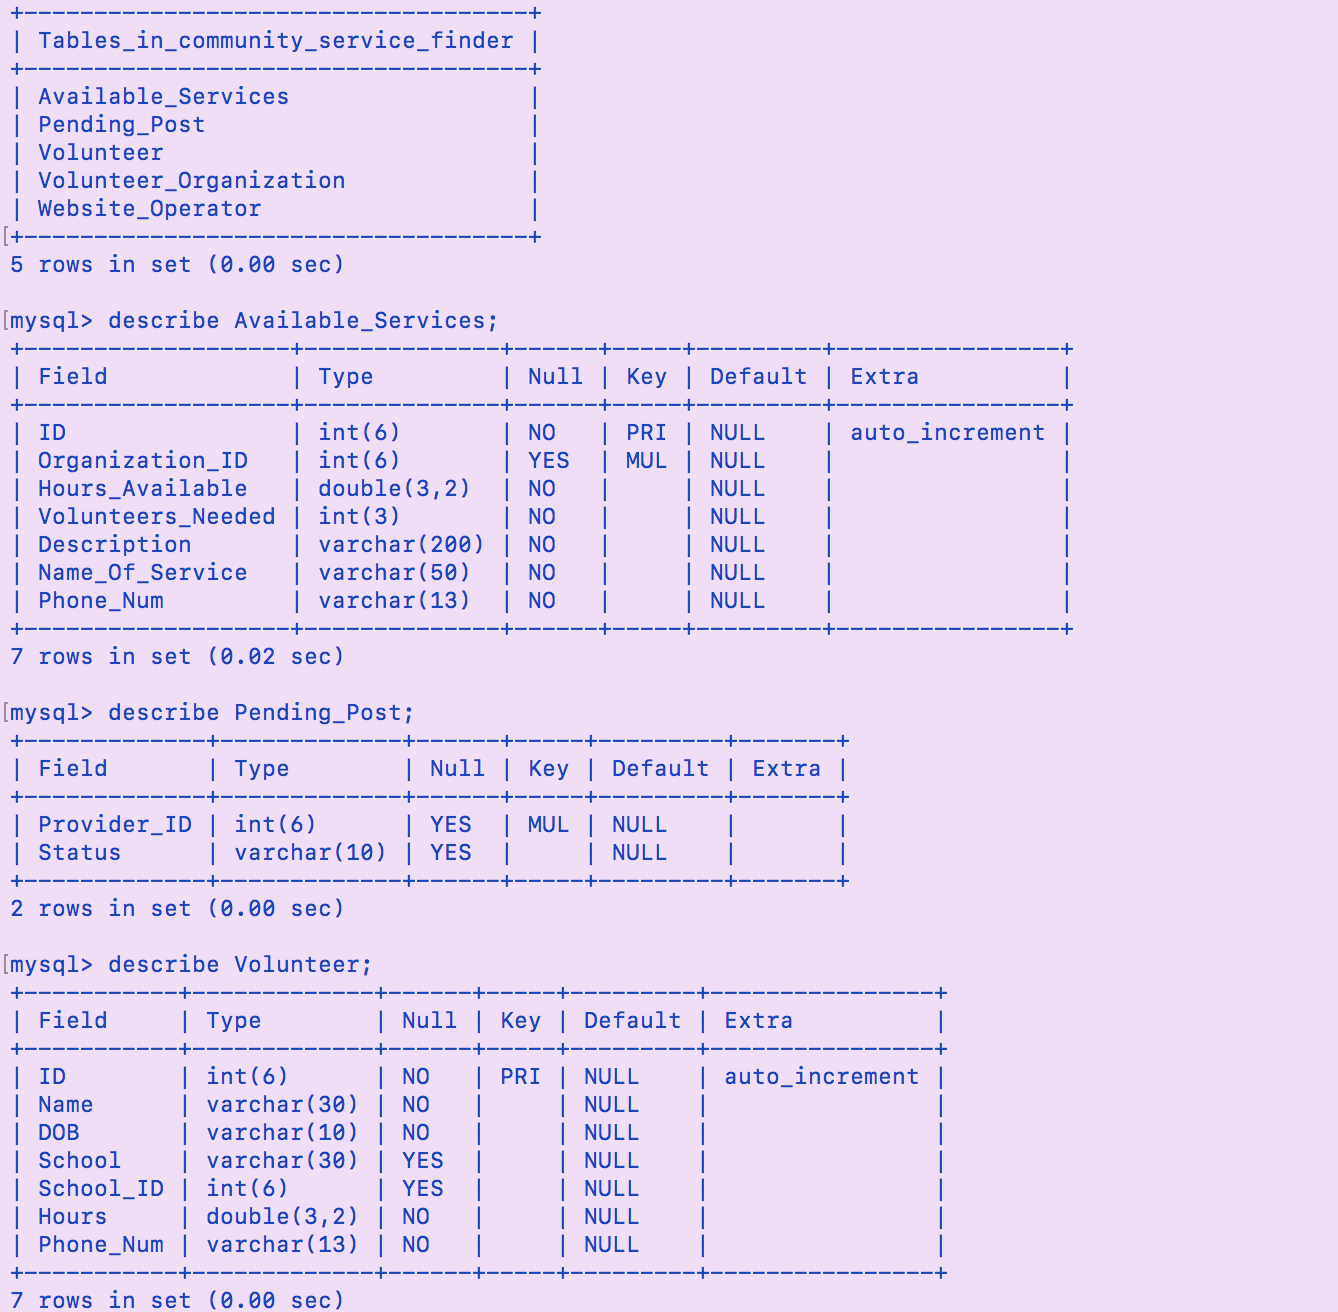 +-------------------------------------+
| Tables_in_community_service_finder |
+-------------------------------------+
| Available_Services                 |
| Pending_Post                       |
| Volunteer                          |
| Volunteer_Organization             |
| Website_Operator                   |
[+-------------------------------------+
5 rows in set (0.00 sec)
[mysql> describe Available_Services;
+-------------------+--------------+------+-----+---------+----------------+
| Field             | Type         | Null | Key | Default | Extra          |
+-------------------+--------------+------+-----+---------+----------------+
| ID                | int(6)       | NO   | PRI | NULL    | auto_increment |
| Organization_ID   | int(6)       | YES  | MUL | NULL    |                |
| Hours_Available   | double(3,2)  | NO   |     | NULL    |                |
| Volunteers_Needed | int(3)       | NO   |     | NULL    |                |
| Description       | varchar(200) | NO   |     | NULL    |                |
| Name_Of_Service   | varchar(50)  | NO   |     | NULL    |                |
| Phone_Num         | varchar(13)  | NO   |     | NULL    |                |
+-------------------+--------------+------+-----+---------+----------------+
7 rows in set (0.02 sec)
[mysql> describe Pending_Post;
+-------------+-------------+------+-----+---------+-------+
| Field       | Type        | Null | Key | Default | Extra |
+-------------+-------------+------+-----+---------+-------+
| Provider_ID | int(6)      | YES  | MUL | NULL    |       |
| Status      | varchar(10) | YES  |     | NULL    |       |
+-------------+-------------+------+-----+---------+-------+
2 rows in set (0.00 sec)
[mysql> describe Volunteer;
+-----------+-------------+------+-----+---------+----------------+
| Field     | Type        | Null | Key | Default | Extra          |
+-----------+-------------+------+-----+---------+----------------+
| ID        | int(6)      | NO   | PRI | NULL    | auto_increment |
| Name      | varchar(30) | NO   |     | NULL    |                |
| DOB       | varchar(10) | NO   |     | NULL    |                |
| School    | varchar(30) | YES  |     | NULL    |                |
| School_ID | int(6)      | YES  |     | NULL    |                |
| Hours     | double(3,2) | NO   |     | NULL    |                |
| Phone_Num | varchar(13) | NO   |     | NULL    |                |
+-----------+-------------+------+-----+---------+----------------+
7 rows in set (0.00 sec)